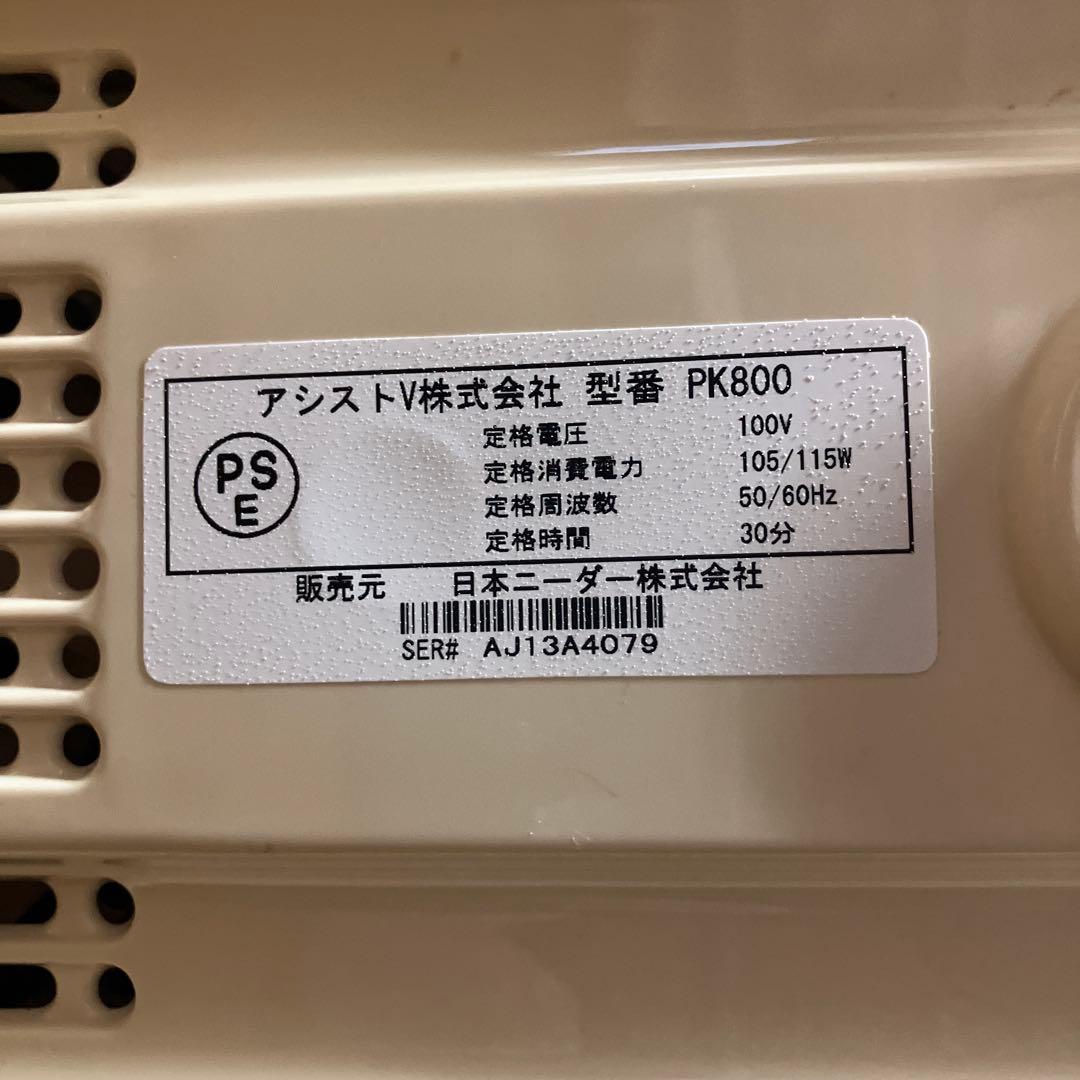 アシストV株式会社 型番 PK800
PS
E
定格電圧 100V
定格消費電力 105/115W
定格周波数 50/60Hz
定格時間 30分
販売元 日本ニーダー株式会社
SER# AJ13A4079